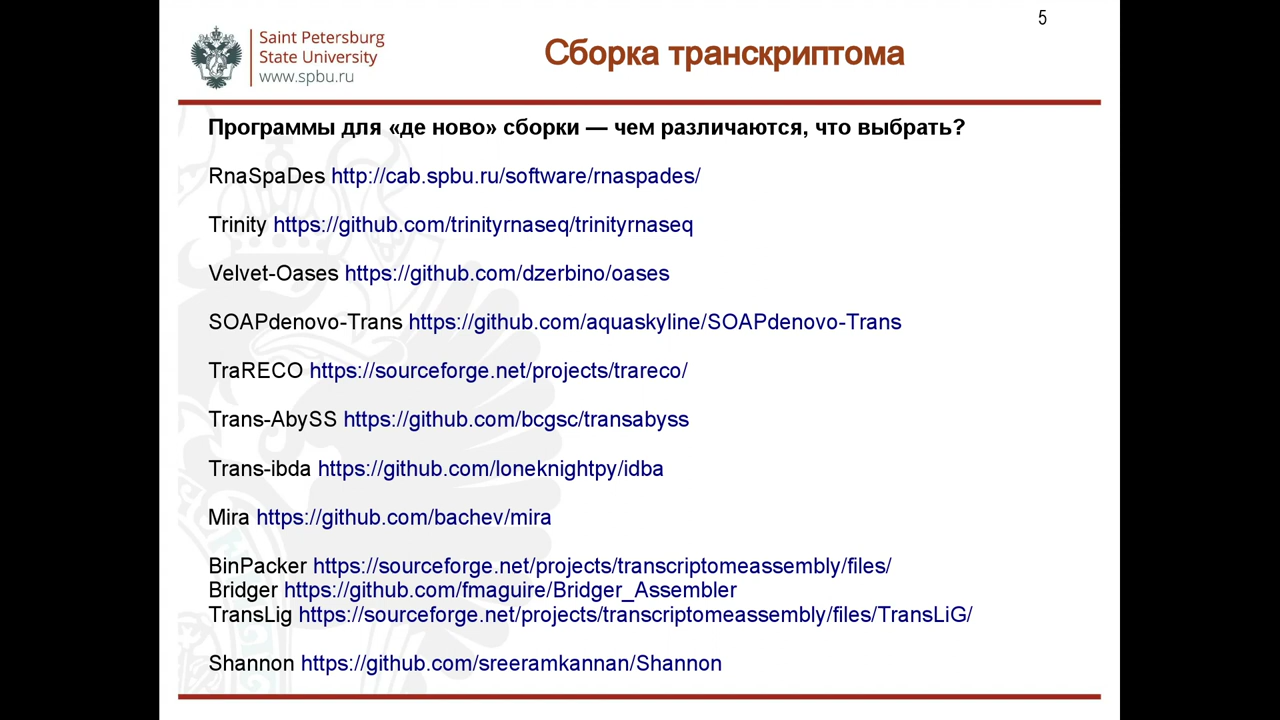 5
Saint Petersburg
State University
www.spbu.ru
Сборка транскриптома
Программы для «де ново» сборки — чем различаются, что выбрать?
RnaSpaDes http://cab.spbu.ru/software/rnaspades/
Trinity https://github.com/trinityrnaseq/trinityrnaseq
Velvet-Oases https://github.com/dzerbino/oases
SOAPdenovo-Trans https://github.com/aquaskyline/SOAPdenovo-Trans
TraRECO https://sourceforge.net/projects/trareco/
Trans-AbySS https://github.com/bcgsc/transabyss
Trans-ibda https://github.com/loneknightpy/idba
Mira https://github.com/bachev/mira
BinPacker https://sourceforge.net/projects/transcriptomeassembly/files/
Bridger https://github.com/fmaguire/Bridger_Assembler
TransLig https://sourceforge.net/projects/transcriptomeassembly/files/TransLiG/
Shannon https://github.com/sreeramkannan/Shannon